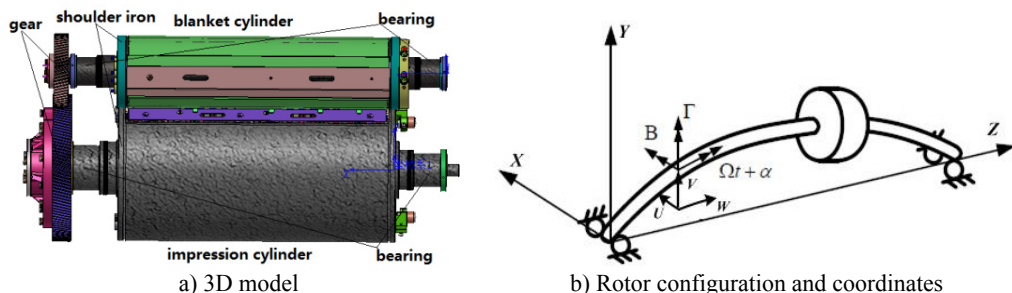 gear
shoulder iron
blanket cylinder
bearing
impression cylinder
bearing
a) 3D model
Y
Γ
B
Z
X
Ωt + α
V
U
W
b) Rotor configuration and coordinates